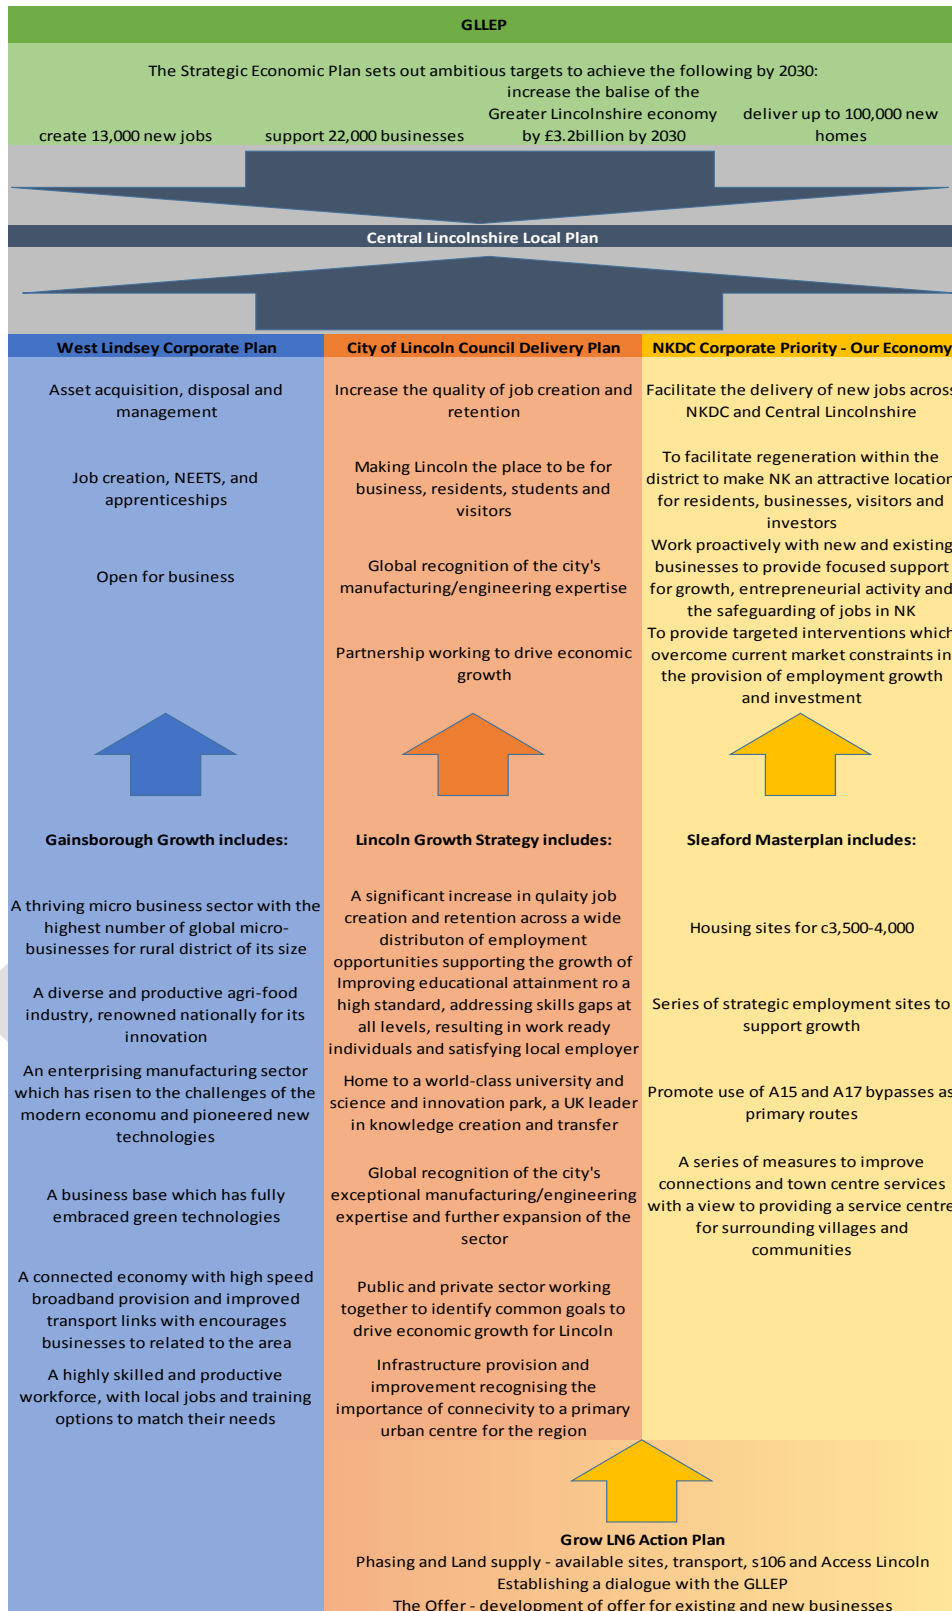 GLLEP
The Strategic Economic Plan sets out ambitious targets to achieve the following by 2030:
create 13,000 new jobs
support 22,000 businesses
increase the balise of the
Greater Lincolnshire economy
by £3.2billion by 2030
deliver up to 100,000 new
homes
Central Lincolnshire Local Plan
West Lindsey Corporate Plan
Asset acquisition, disposal and
management
Job creation, NEETS, and
apprenticeships
Open for business
Gainsborough Growth includes:
A thriving micro business sector with the
highest number of global micro-
businesses for rural district of its size
A diverse and productive agri-food
industry, renowned nationally for its
innovation
An enterprising manufacturing sector
which has risen to the challenges of the
modern economu and pioneered new
technologies
A business base which has fully
embraced green technologies
A connected economy with high speed
broadband provision and improved
transport links with encourages
businesses to related to the area
A highly skilled and productive
workforce, with local jobs and training
options to match their needs
City of Lincoln Council Delivery Plan
Increase the quality of job creation and
retention
Making Lincoln the place to be for
business, residents, students and
visitors
Global recognition of the city's
manufacturing/engineering expertise
Partnership working to drive economic
growth
Lincoln Growth Strategy includes:
A significant increase in qulaity job
creation and retention across a wide
distributon of employment
opportunities supporting the growth of
Improving educational attainment ro a
high standard, addressing skills gaps at
all levels, resulting in work ready
individuals and satisfying local employer
Home to a world-class university and
science and innovation park, a UK leader
in knowledge creation and transfer
Global recognition of the city's
exceptional manufacturing/engineering
expertise and further expansion of the
sector
Public and private sector working
together to identify common goals to
drive economic growth for Lincoln
Infrastructure provision and
improvement recognising the
importance of connecivity to a primary
urban centre for the region
NKDC Corporate Priority - Our Economy
Facilitate the delivery of new jobs across
NKDC and Central Lincolnshire
To facilitate regeneration within the
district to make NK an attractive location
for residents, businesses, visitors and
investors
Work proactively with new and existing
businesses to provide focused support
for growth, entrepreneurial activity and
the safeguarding of jobs in NK
To provide targeted interventions which
overcome current market constraints in
the provision of employment growth
and investment
Sleaford Masterplan includes:
Housing sites for c3,500-4,000
Series of strategic employment sites to
support growth
Promote use of A15 and A17 bypasses as
primary routes
A series of measures to improve
connections and town centre services
with a view to providing a service centre
for surrounding villages and
communities
Grow LN6 Action Plan
Phasing and Land supply - available sites, transport, s106 and Access Lincoln
Establishing a dialogue with the GLLEP
The Offer - development of offer for existing and new businesses